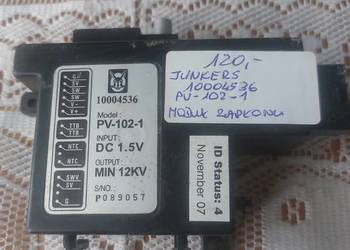 10004536
Model :
PV-102-1
INPUT :
DC 1.5V
OUTPUT :
MIN 12KV
S/NO. :
P089057
G
SV
SW
SW
V-
V+
TTB
TTB
NTC
NTC
SWV
SV
G
120,-
JUNKERS
10004536
PV-102-1
MODUŁ ZAPŁONU
ID Status: 4
November 07